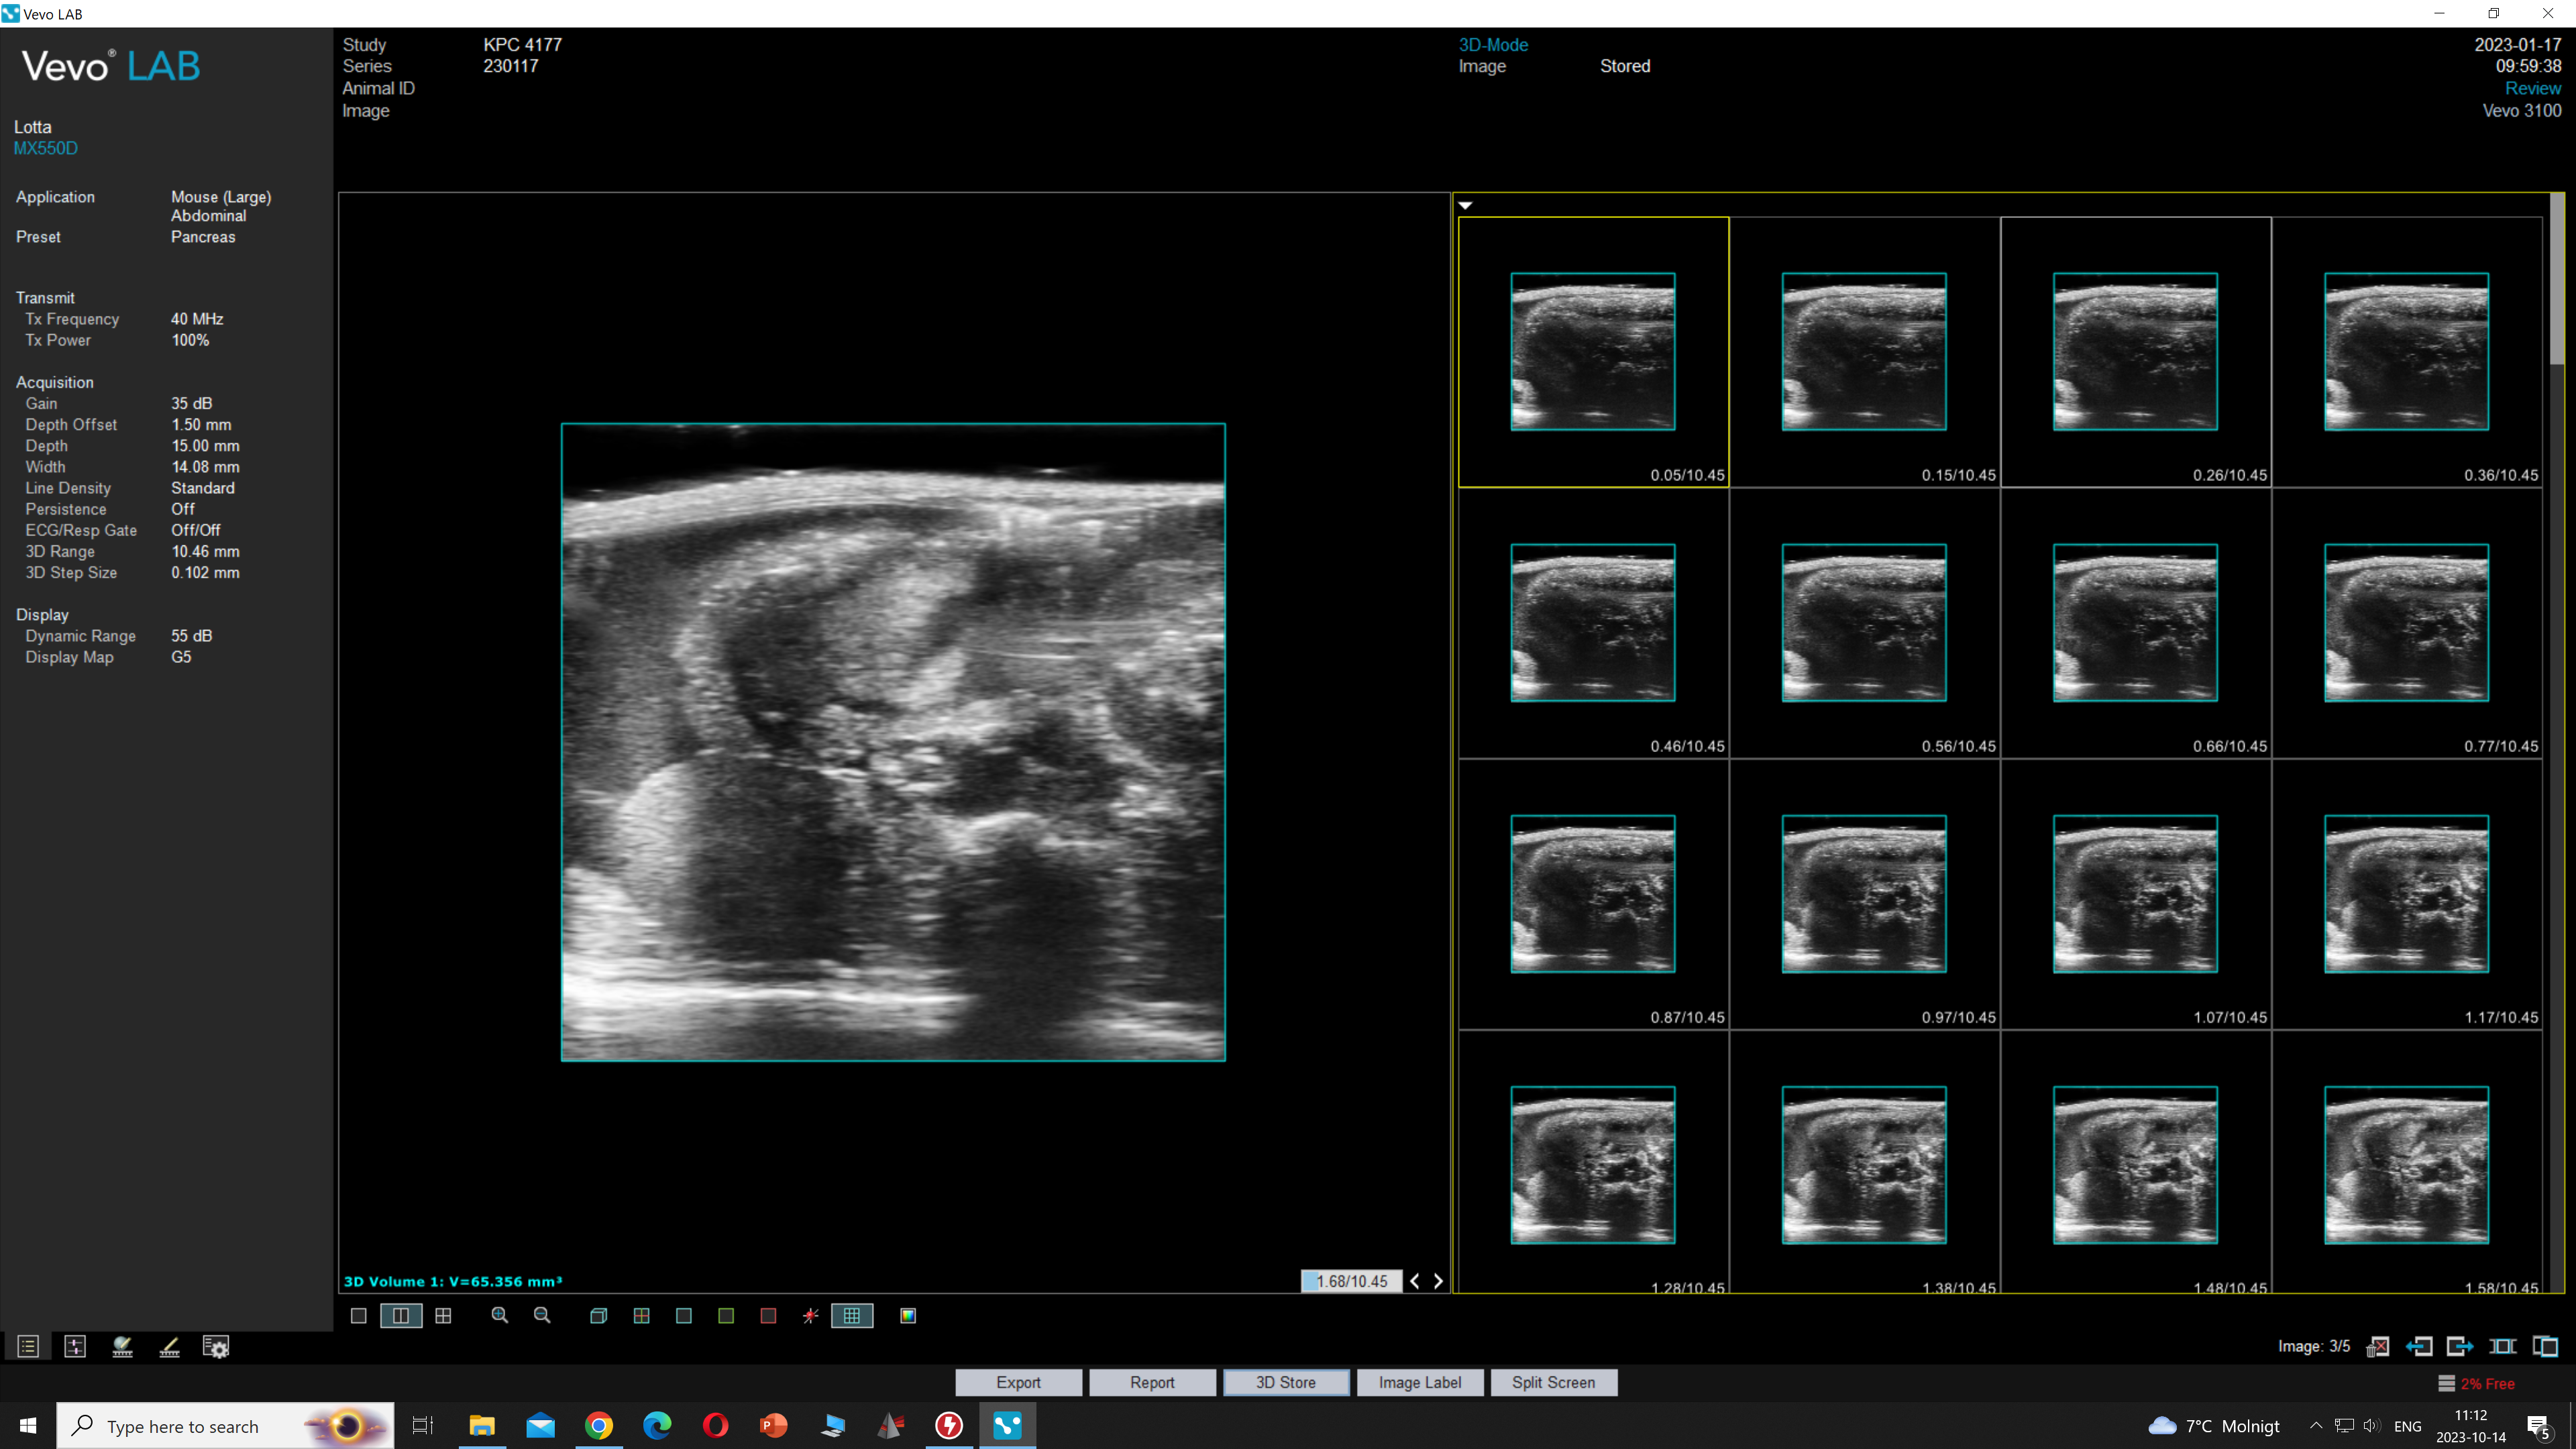 Vevo LAB
Vevo® LAB
Lotta
MX550D
Application Mouse (Large)
Abdominal
Preset Pancreas
Transmit
Tx Frequency 40 MHz
Tx Power 100%
Acquisition
Gain 35 dB
Depth Offset 1.50 mm
Depth 15.00 mm
Width 14.08 mm
Line Density Standard
Persistence Off
ECG/Resp Gate Off/Off
3D Range 10.46 mm
3D Step Size 0.102 mm
Display
Dynamic Range 55 dB
Display Map G5
Study KPC 4177
Series 230117
Animal ID
Image
3D-Mode
Image Stored
2023-01-17
09:59:38
Review
Vevo 3100
0.05/10.45 0.15/10.45 0.26/10.45 0.36/10.45
0.46/10.45 0.56/10.45 0.66/10.45 0.77/10.45
0.87/10.45 0.97/10.45 1.07/10.45 1.17/10.45
1.28/10.45 1.38/10.45 1.48/10.45 1.58/10.45
3D Volume 1: V=65.356 mm³
1.68/10.45
Image: 3/5
Export Report 3D Store Image Label Split Screen
2% Free
Type here to search
7°C Molnigt
ENG
11:12
2023-10-14
5